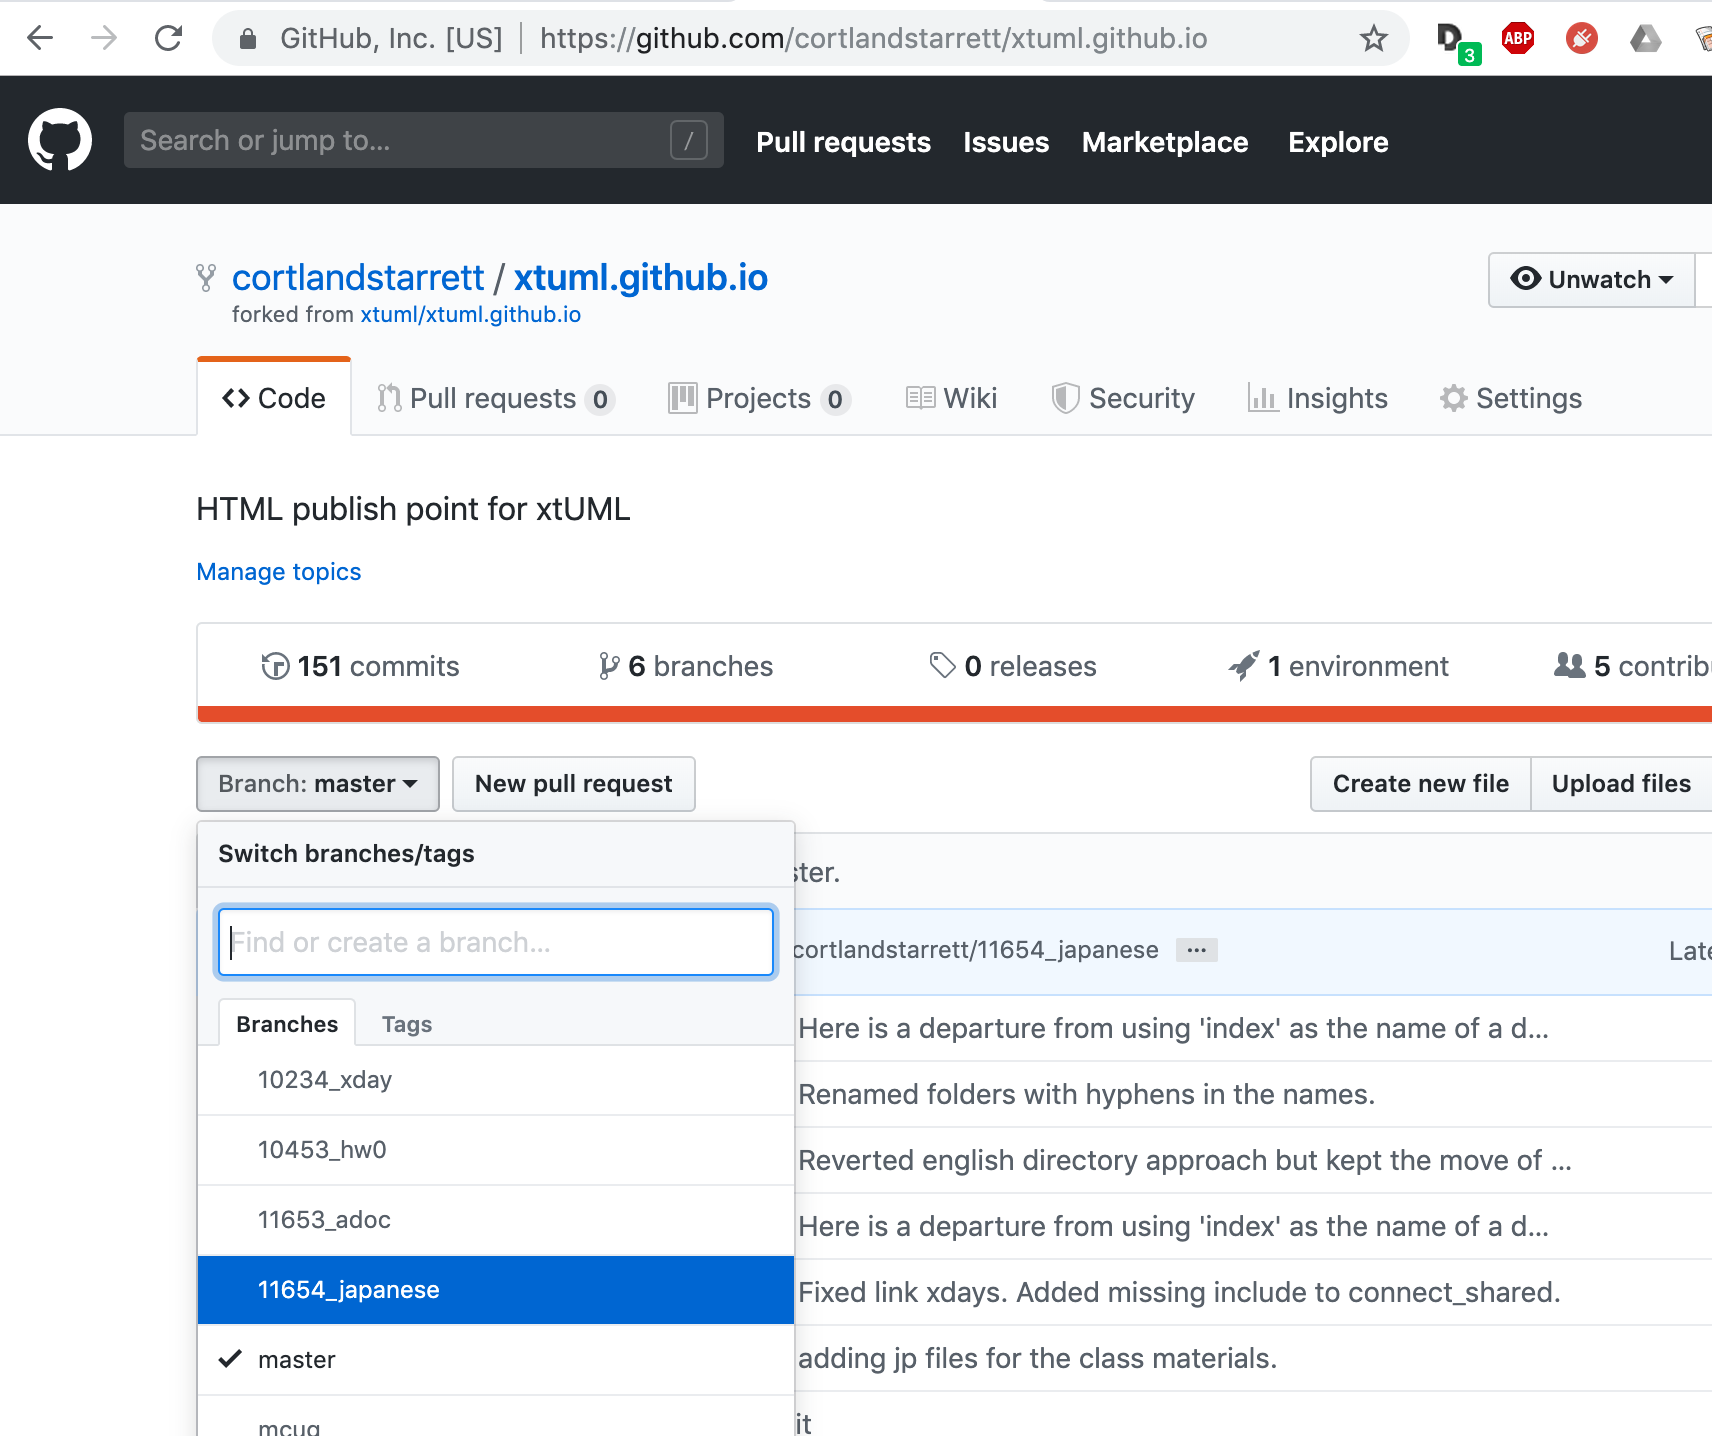 GitHub, Inc. [US] | https://github.com/cortlandstarrett/xtuml.github.io
3
ABP
Search or jump to... /
Pull requests Issues Marketplace Explore
cortlandstarrett / xtuml.github.io
Unwatch
forked from xtuml/xtuml.github.io
Code Pull requests 0 Projects 0 Wiki Security Insights Settings
HTML publish point for xtUML
Manage topics
151 commits 6 branches 0 releases 1 environment 5 contribu
Branch: master New pull request Create new file Upload files
Switch branches/tags
ster.
Find or create a branch...
cortlandstarrett/11654_japanese ... Late
Branches Tags
Here is a departure from using 'index' as the name of a d...
10234_xday
Renamed folders with hyphens in the names.
10453_hw0
Reverted english directory approach but kept the move of ...
11653_adoc
Here is a departure from using 'index' as the name of a d...
11654_japanese
Fixed link xdays. Added missing include to connect_shared.
master
adding jp files for the class materials.
mcug
it